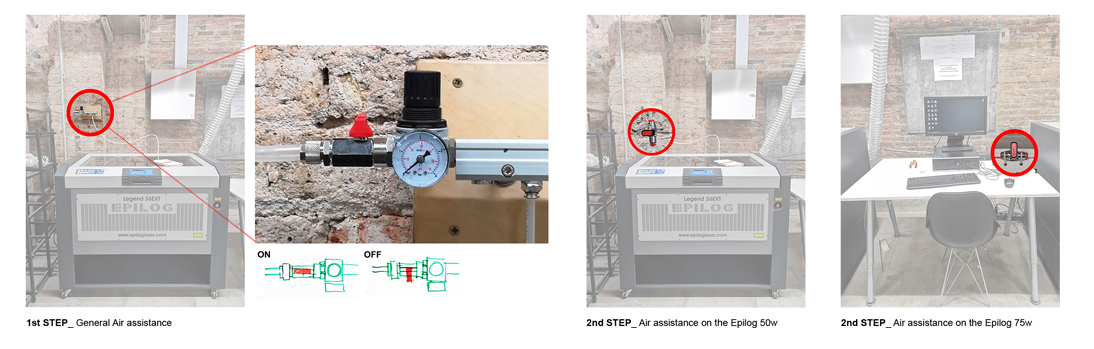 Legend 36EXT
EPILOG
www.epiloglaser.com
ON
OFF
1st STEP_ General Air assistance
Legend 36EXT
EPILOG
www.epiloglaser.com
2nd STEP_ Air assistance on the Epilog 50w
2nd STEP_ Air assistance on the Epilog 75w